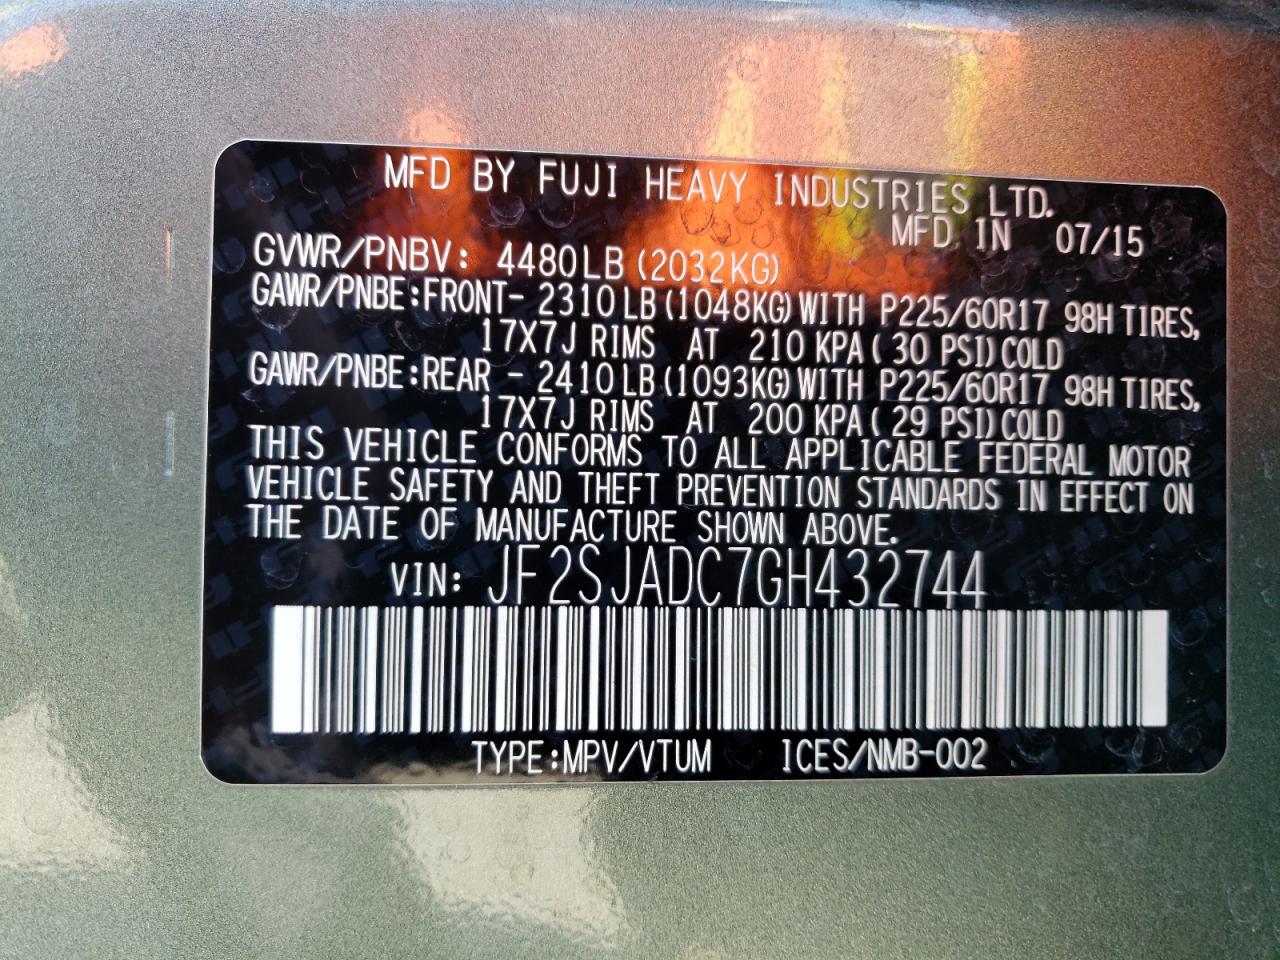 MFD BY FUJI HEAVY INDUSTRIES LTD.
MFD IN 07/15
GVWR/PNBV: 4480LB (2032KG)
GAWR/PNBE:FRONT- 2310LB (1048KG) WITH P225/60R17 98H TIRES,
17X7J RIMS AT 210 KPA ( 30 PSI) COLD
GAWR/PNBE:REAR - 2410LB (1093KG) WITH P225/60R17 98H TIRES,
17X7J RIMS AT 200 KPA ( 29 PSI) COLD
THIS VEHICLE CONFORMS TO ALL APPLICABLE FEDERAL MOTOR
VEHICLE SAFETY AND THEFT PREVENTION STANDARDS IN EFFECT ON
THE DATE OF MANUFACTURE SHOWN ABOVE.
VIN: JF2SJADC7GH432744
TYPE:MPV/VTUM ICES/NMB-002